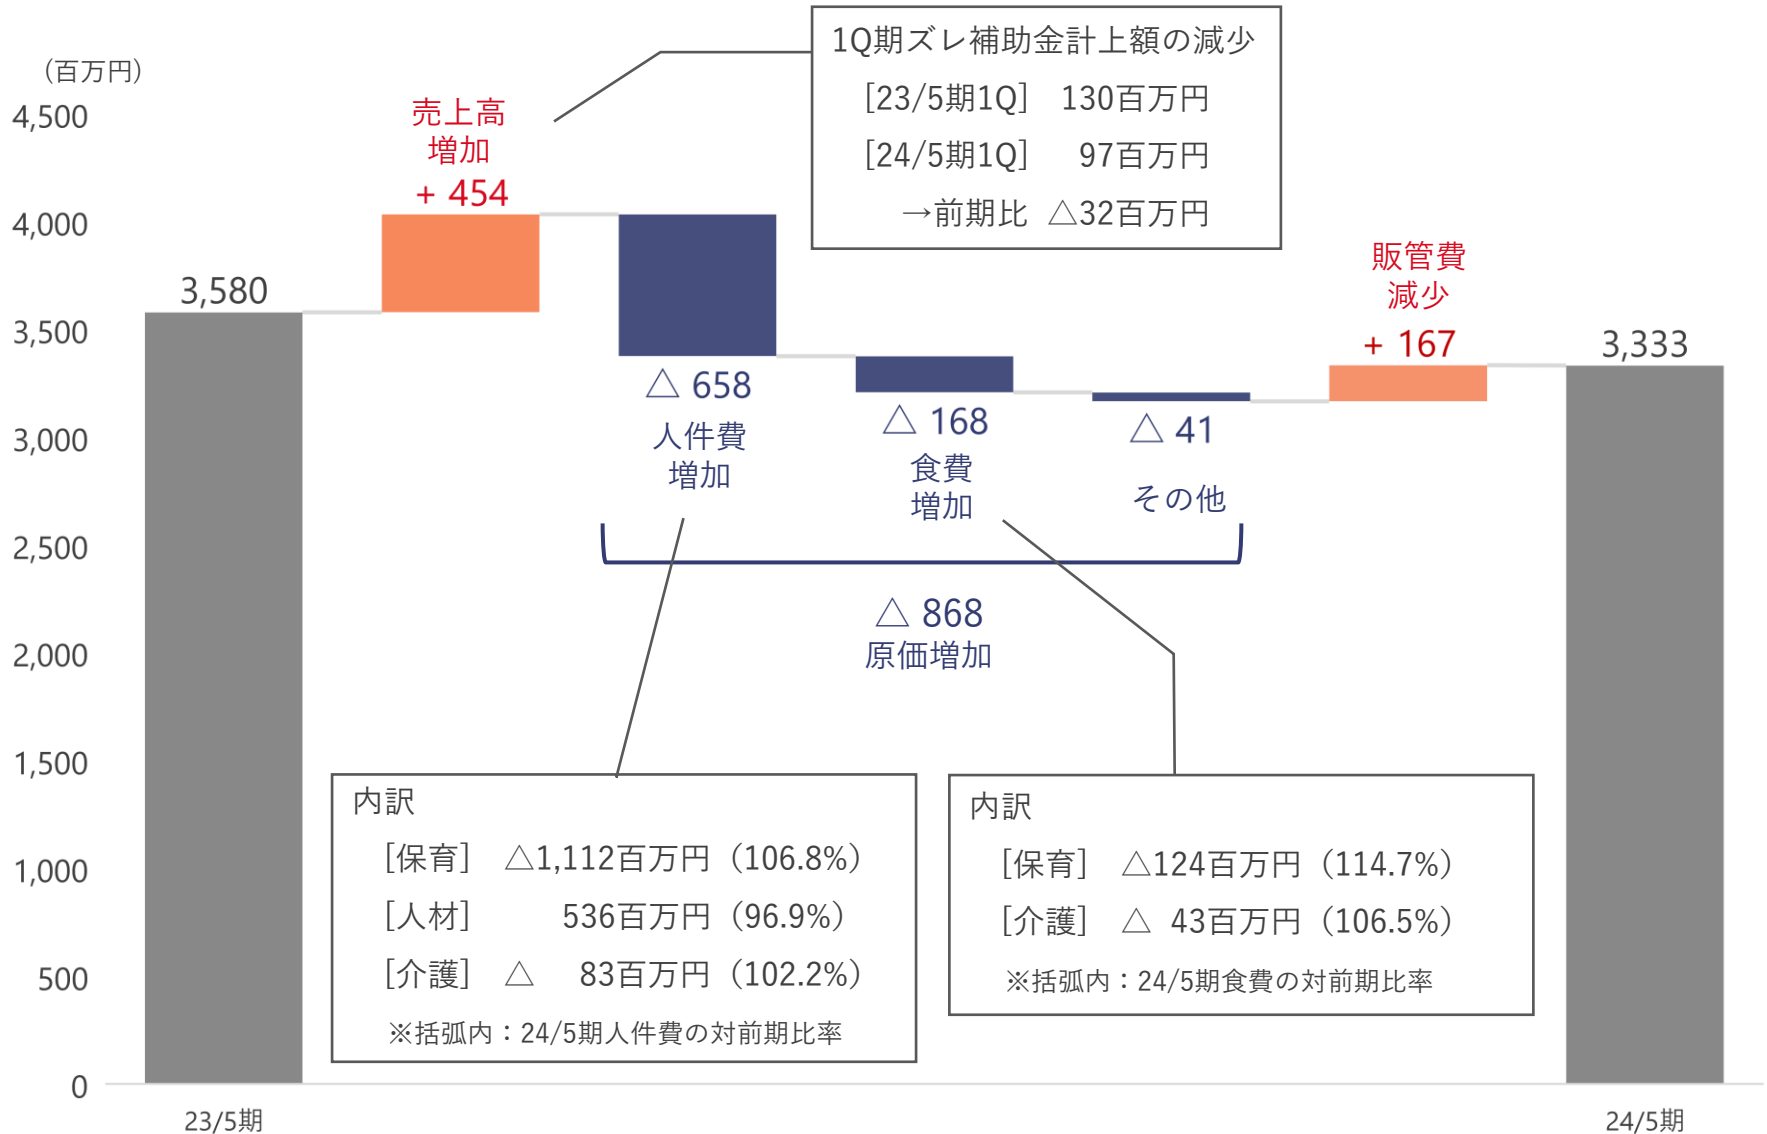 （百万円）
4,500
4,000
3,500
3,000
2,500
2,000
1,500
1,000
500
0
3,580
23/5期
売上高
増加
+ 454
1Q期ズレ補助金計上額の減少
[23/5期1Q] 130百万円
[24/5期1Q] 97百万円
→前期比 △32百万円
△ 658
人件費
増加
△ 168
食費
増加
△ 41
その他
△ 868
原価増加
販管費
減少
+ 167
3,333
24/5期
内訳
[保育] △1,112百万円（106.8%）
[人材] 536百万円（96.9%）
[介護] △ 83百万円（102.2%）
※括弧内：24/5期人件費の対前期比率
内訳
[保育] △124百万円（114.7%）
[介護] △ 43百万円（106.5%）
※括弧内：24/5期食費の対前期比率